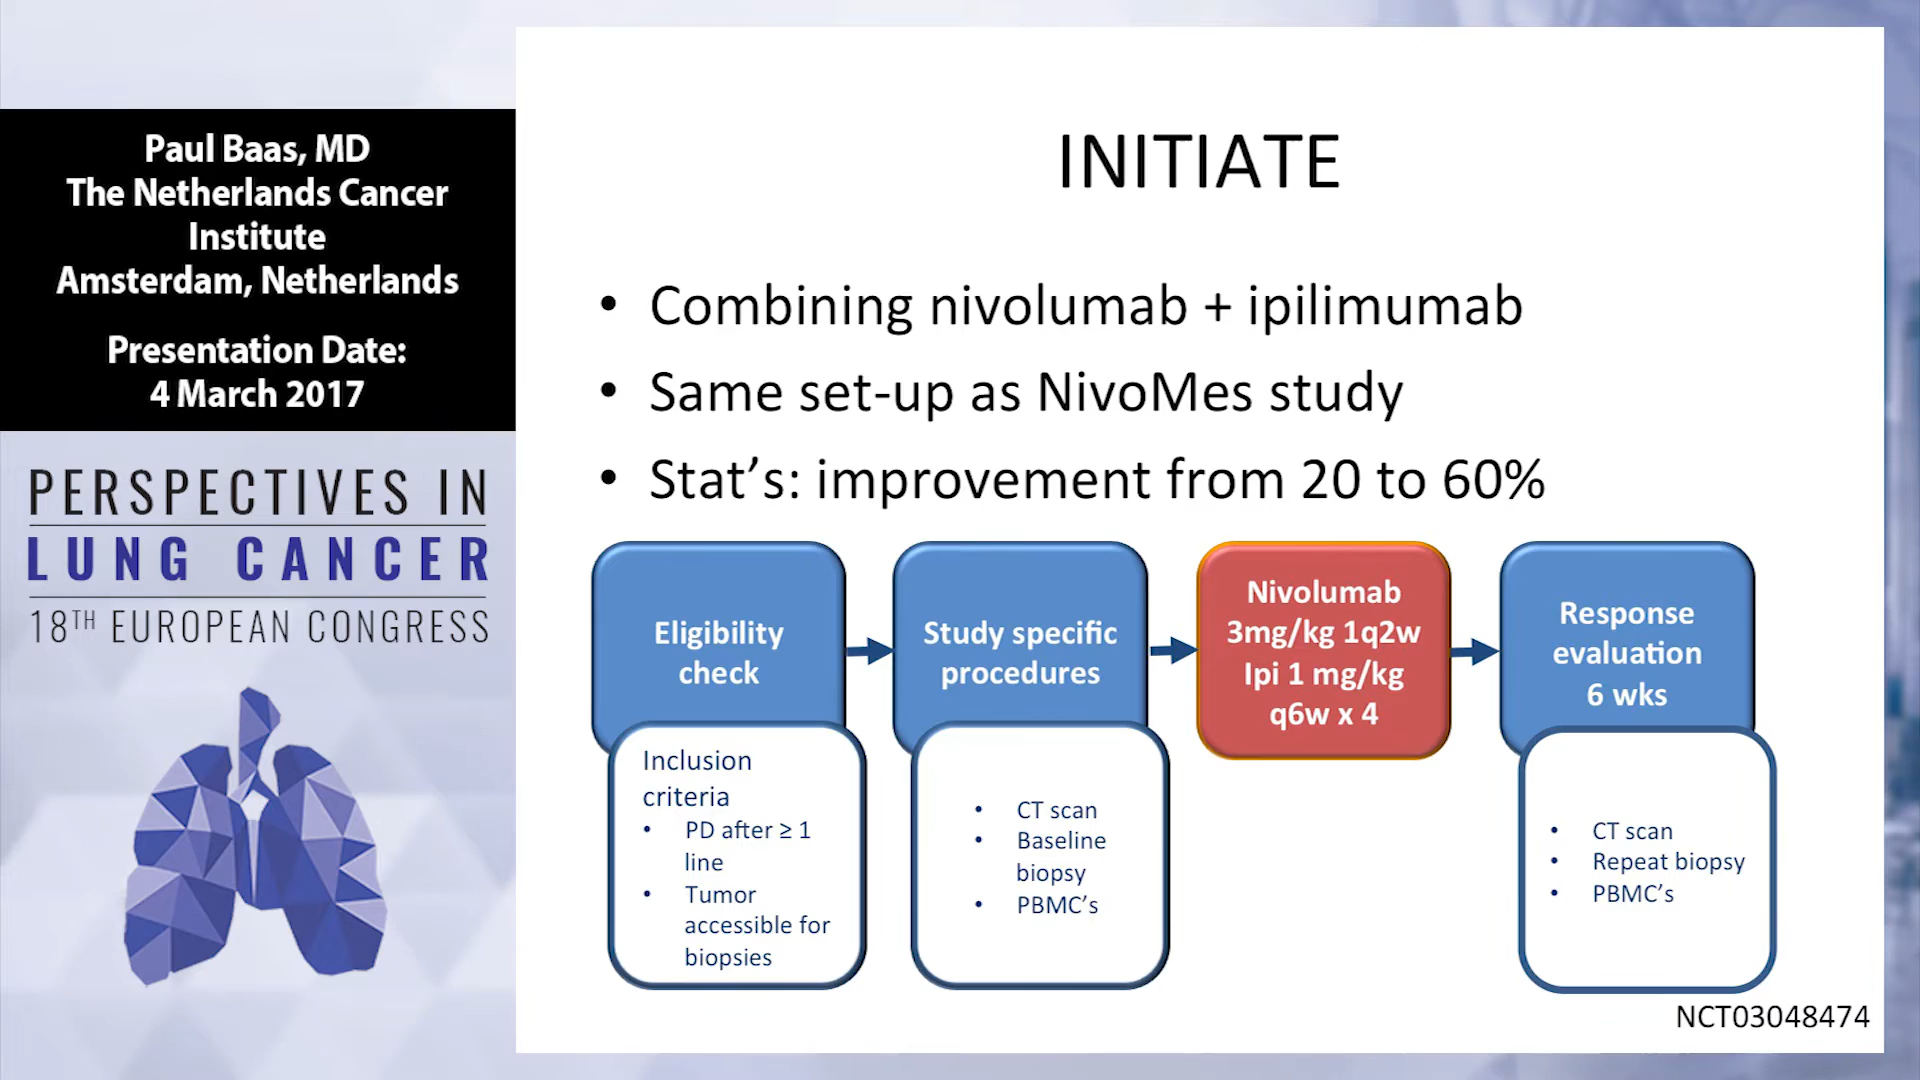 Paul Baas, MD
The Netherlands Cancer
Institute
Amsterdam, Netherlands
Presentation Date:
4 March 2017
PERSPECTIVES IN
LUNG CANCER
18TH EUROPEAN CONGRESS
INITIATE
• Combining nivolumab + ipilimumab
• Same set-up as NivoMes study
• Stat’s: improvement from 20 to 60%
Eligibility
check
Inclusion
criteria
• PD after ≥ 1
line
• Tumor
accessible for
biopsies
Study specific
procedures
• CT scan
• Baseline
biopsy
• PBMC’s
Nivolumab
3mg/kg 1q2w
Ipi 1 mg/kg
q6w x 4
Response
evaluation
6 wks
• CT scan
• Repeat biopsy
• PBMC’s
NCT03048474